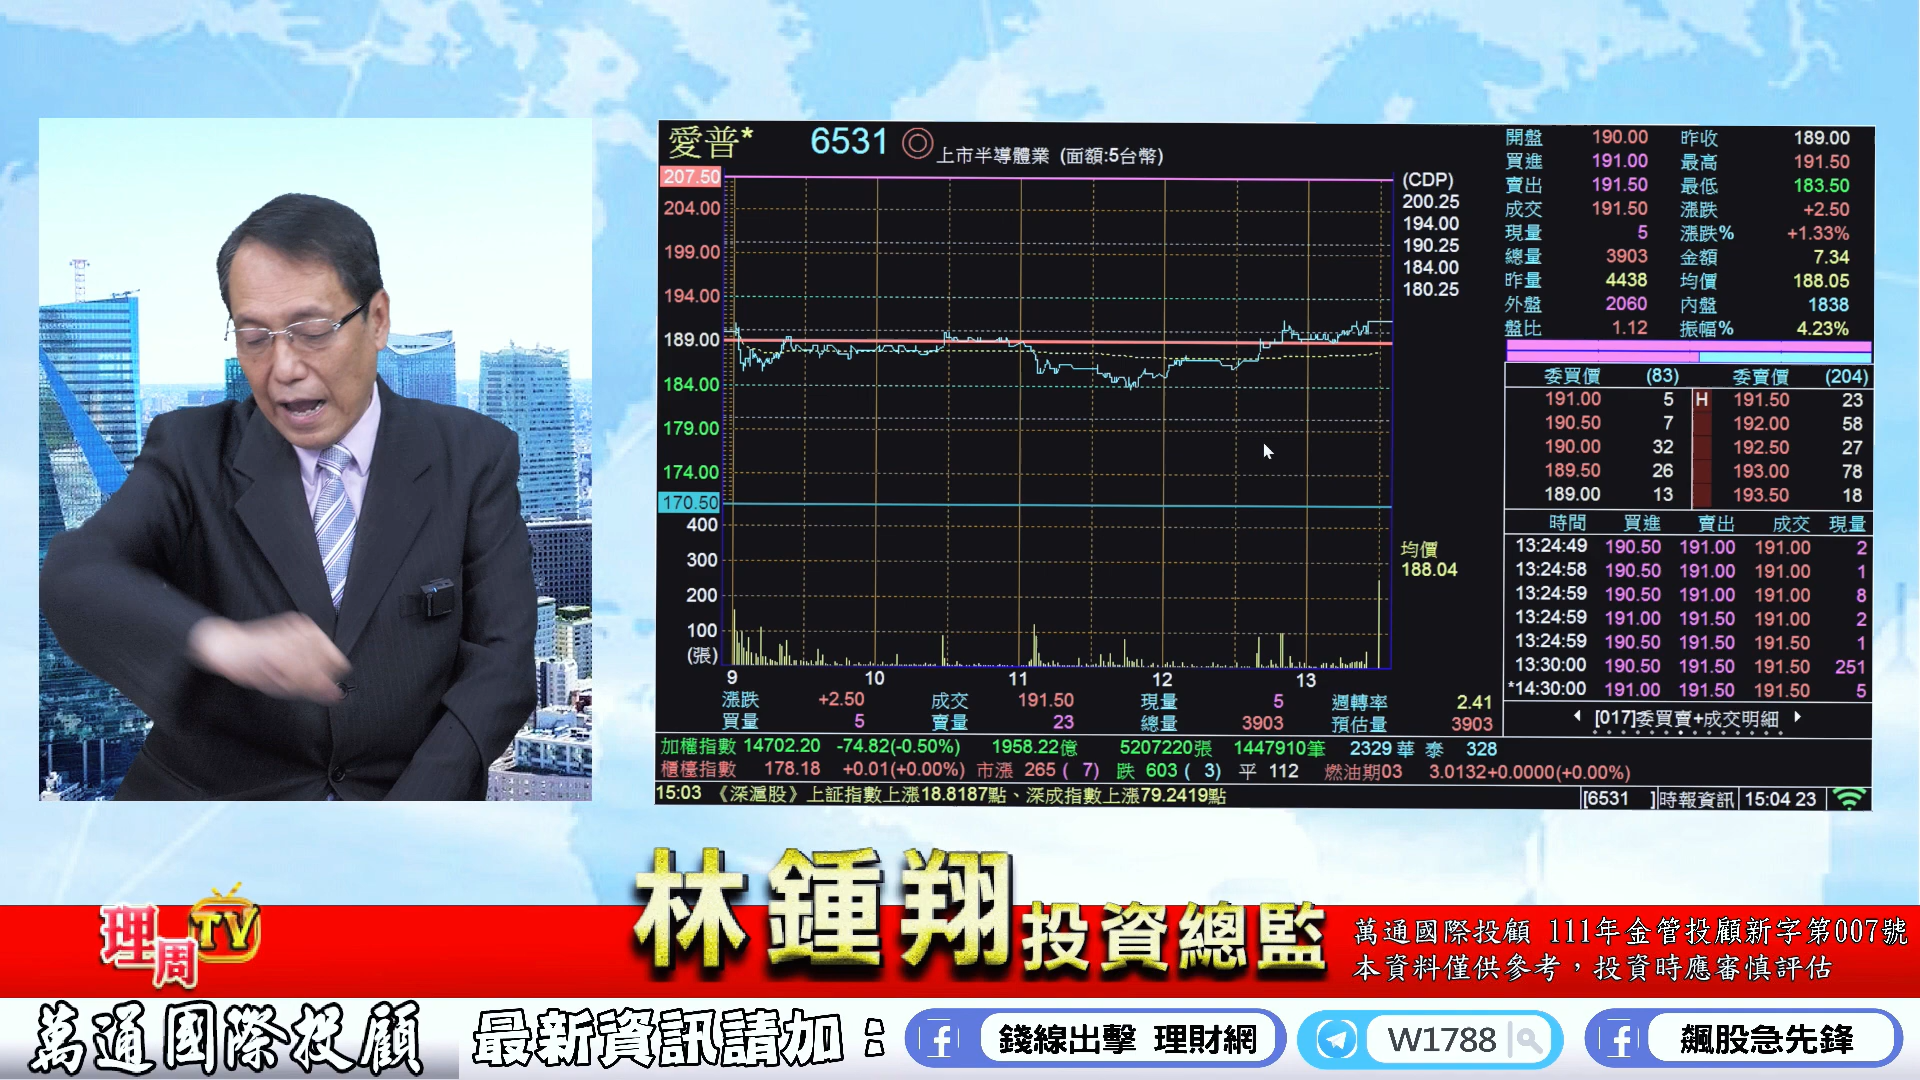 愛普* 6531 ◎ 上市半導體業 (面額:5台幣)
207.50
204.00
199.00
194.00
189.00
184.00
179.00
174.00
170.50
400
300
200
100
(張)
9 10 11 12 13
(CDP)
200.25
194.00
190.25
184.00
180.25
均價
188.04
漲跌 +2.50 成交 191.50 現量 5 週轉率 2.41
買量 5 賣量 23 總量 3903 預估量 3903
開盤 190.00 昨收 189.00
買進 191.00 最高 191.50
賣出 191.50 最低 183.50
成交 191.50 漲跌 +2.50
現量 5 漲跌% +1.33%
總量 3903 金額 7.34
昨量 4438 均價 188.05
外盤 2060 內盤 1838
盤比 1.12 振幅% 4.23%
委買價 (83) 委賣價 (204)
191.00 5 H 191.50 23
190.50 7 192.00 58
190.00 32 192.50 27
189.50 26 193.00 78
189.00 13 193.50 18
時間 買進 賣出 成交 現量
13:24:49 190.50 191.00 191.00 2
13:24:58 190.50 191.00 191.00 1
13:24:59 190.50 191.00 191.00 8
13:24:59 191.00 191.50 191.00 2
13:24:59 190.50 191.50 191.00 1
13:30:00 190.50 191.50 191.50 251
*14:30:00 191.00 191.50 191.50 5
[017]委買賣+成交明細
加權指數 14702.20 -74.82(-0.50%) 1958.22億 5207220張 1447910筆 2329 華 泰 328
櫃檯指數 178.18 +0.01(+0.00%) 市漲 265 ( 7) 跌 603 ( 3) 平 112 燃油期03 3.0132+0.0000(+0.00%)
15:03 《深滬股》上証指數上漲18.8187點、深成指數上漲79.2419點 [6531 ]時報資訊 15:04 23
理周TV
林鍾翔 投資總監
萬通國際投顧 111年金管投顧新字第007號
本資料僅供參考，投資時應審慎評估
萬通國際投顧 最新資訊請加： 錢線出擊 理財網 W1788 飆股急先鋒